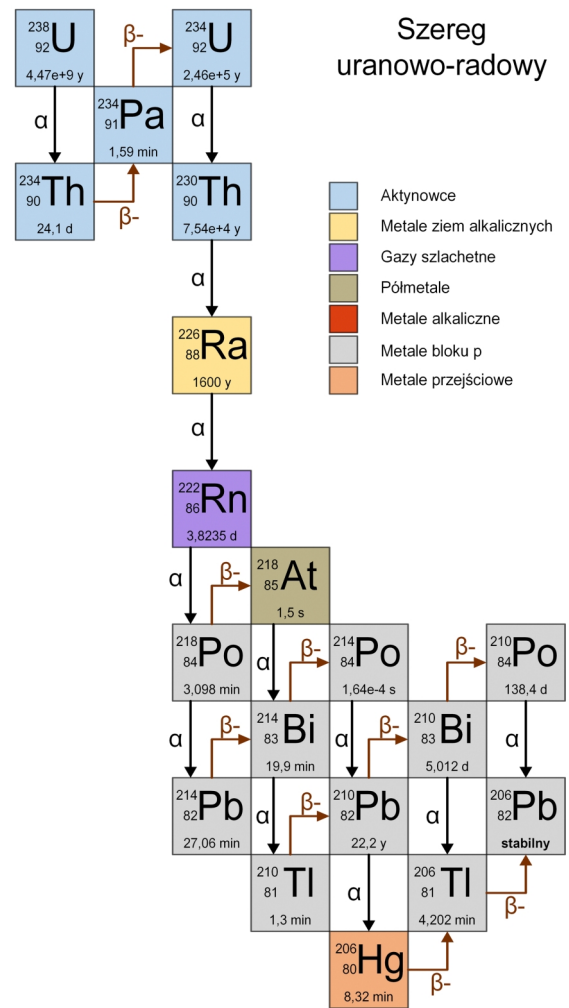 Szereg
uranowo-radowy
238
92
U
4,47e+9 y
β-
234
92
U
2,46e+5 y
α
234
91
Pa
1,59 min
α
234
90
Th
24,1 d
β-
230
90
Th
7,54e+4 y
Aktynowce
Metale ziem alkalicznych
Gazy szlachetne
Półmetale
Metale alkaliczne
Metale bloku p
Metale przejściowe
α
226
88
Ra
1600 y
α
222
86
Rn
3,8235 d
α
β-
218
85
At
1,5 s
218
84
Po
3,098 min
α
β-
214
84
Po
1,64e-4 s
β-
210
84
Po
138,4 d
α
β-
214
83
Bi
19,9 min
α
β-
210
83
Bi
5,012 d
α
214
82
Pb
27,06 min
α
β-
210
82
Pb
22,2 y
α
206
82
Pb
stabilny
210
81
Tl
1,3 min
α
206
81
Tl
4,202 min
β-
206
80
Hg
8,32 min
β-